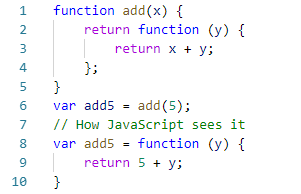 1 function add(x) {
2     return function (y) {
3         return x + y;
4     };
5 }
6 var add5 = add(5);
7 // How JavaScript sees it
8 var add5 = function (y) {
9     return 5 + y;
10 }